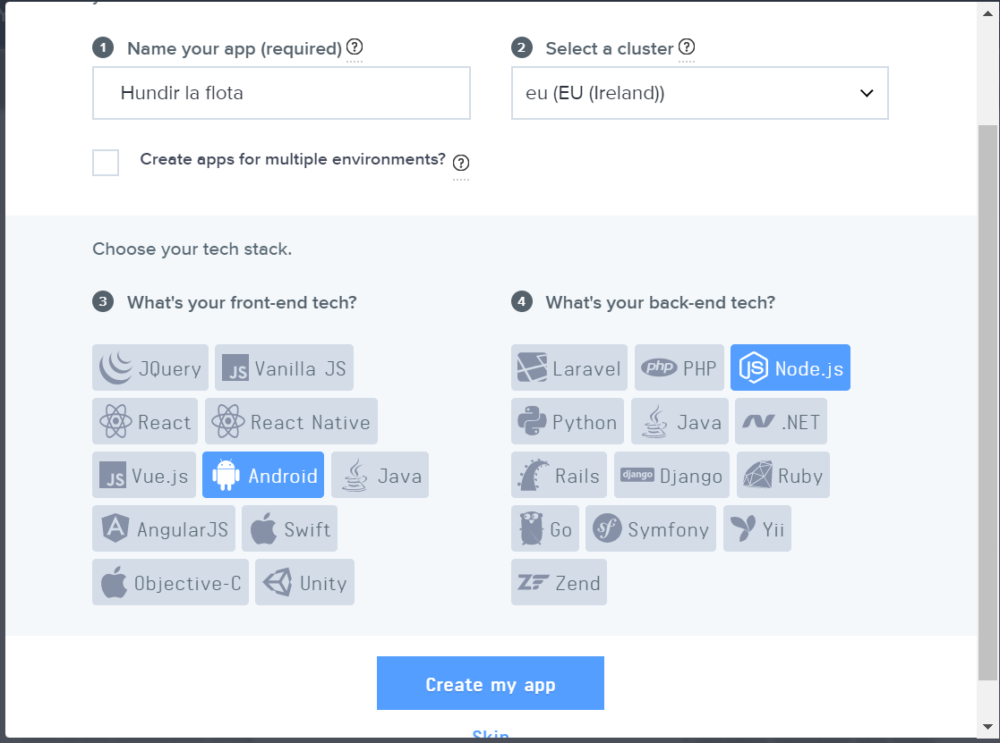 1 Name your app (required) ?
2 Select a cluster ?
Hundir la flota
eu (EU (Ireland))
Create apps for multiple environments? ?
Choose your tech stack.
3 What's your front-end tech?
JQuery JS Vanilla JS
React React Native
JS Vue.js Android Java
AngularJS Swift
Objective-C Unity
4 What's your back-end tech?
Laravel php PHP JS Node.js
Python Java .NET
Rails django Django Ruby
Go sf Symfony Yii
ZF Zend
Create my app
Skip